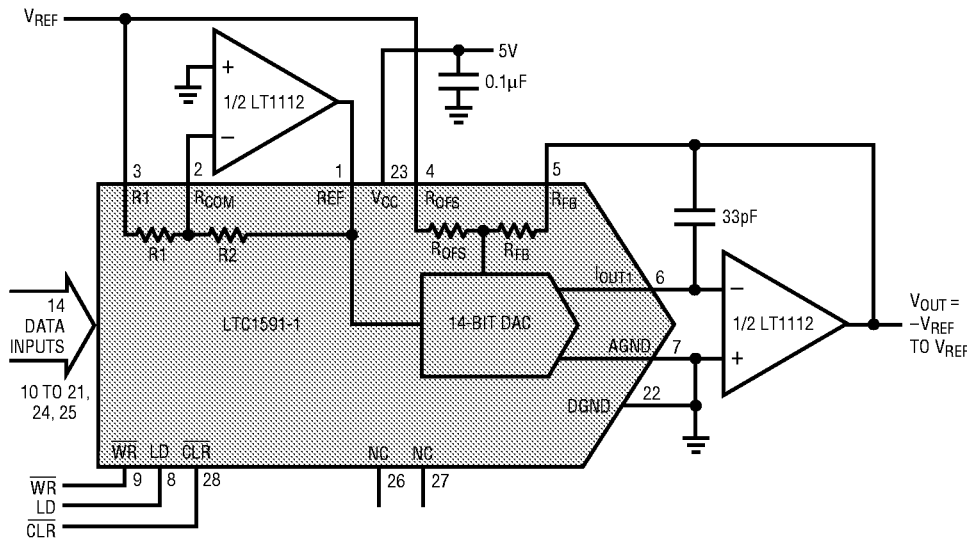 VREF
5V
0.1μF
+
1/2 LT1112
−
3
2
1
23
4
5
R1
RCOM
REF
VCC
ROFS
RFB
33pF
R1
R2
ROFS
RFB
IOUT1
6
14
DATA
INPUTS
LTC1591-1
14-BIT DAC
−
1/2 LT1112
+
VOUT =
−VREF
TO VREF
AGND
7
10 TO 21,
24, 25
DGND
22
WR
LD
CLR
NC
NC
9
8
28
26
27
WR
LD
CLR